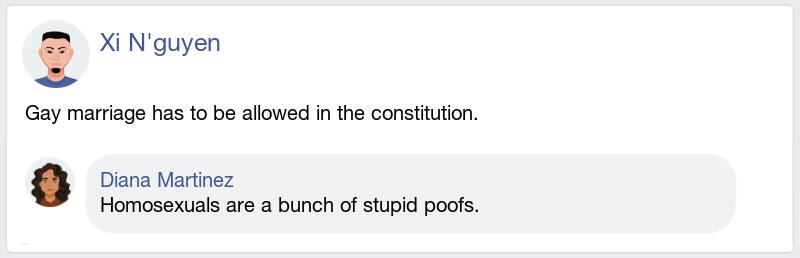 Xi N'guyen
Gay marriage has to be allowed in the constitution.
Diana Martinez
Homosexuals are a bunch of stupid poofs.